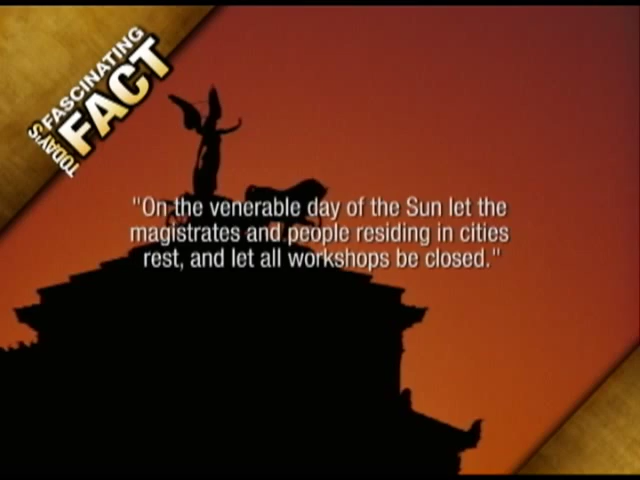 TODAY'S
FASCINATING
FACT
"On the venerable day of the Sun let the
magistrates and people residing in cities
rest, and let all workshops be closed."